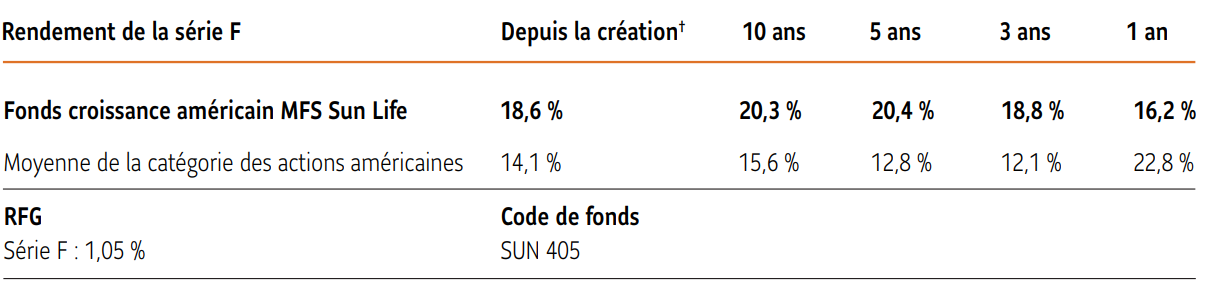 Rendement de la série F Depuis la création† 10 ans 5 ans 3 ans 1 an
Fonds croissance américain MFS Sun Life 18,6 % 20,3 % 20,4 % 18,8 % 16,2 %
Moyenne de la catégorie des actions américaines 14,1 % 15,6 % 12,8 % 12,1 % 22,8 %
RFG Code de fonds
Série F : 1,05 % SUN 405